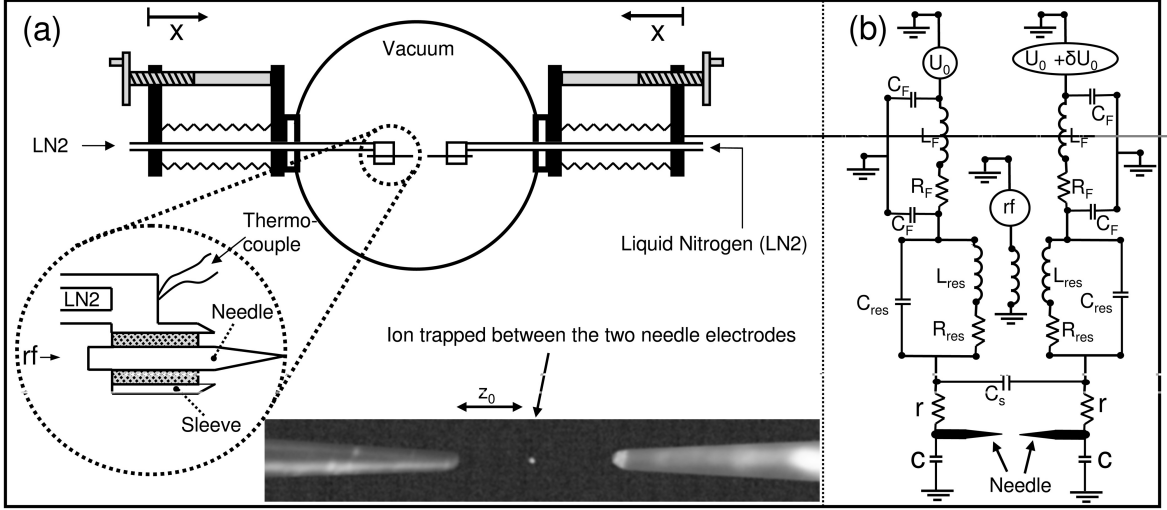 (a)
x
x
Vacuum
LN2
Liquid Nitrogen (LN2)
Thermo-
couple
LN2
Needle
rf
Sleeve
Ion trapped between the two needle electrodes
z0
(b)
U0
U0 +δU0
CF
CF
LF
LF
RF
RF
rf
CF
CF
Lres
Lres
Cres
Cres
Rres
Rres
Cs
r
r
C
C
Needle